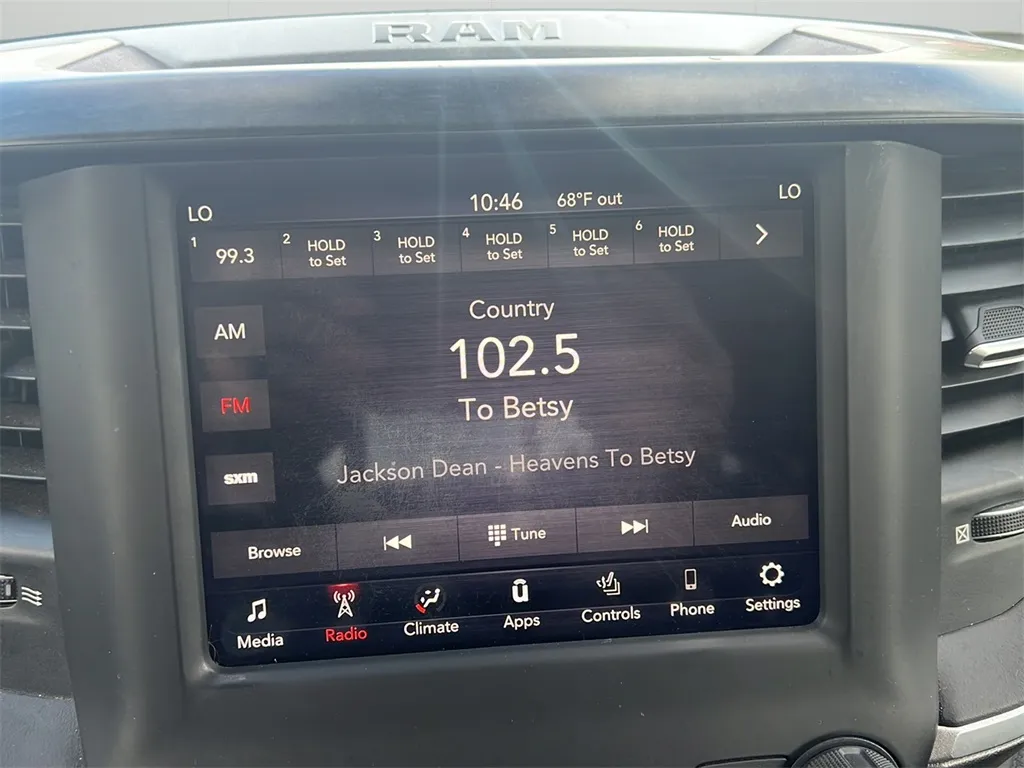 RAM
LO 10:46 68°F out LO
1 99.3
2 HOLD to Set
3 HOLD to Set
4 HOLD to Set
5 HOLD to Set
6 HOLD to Set
Country
AM
102.5
FM
To Betsy
sxm
Jackson Dean - Heavens To Betsy
Browse Tune Audio
Media Radio Climate Apps Controls Phone Settings